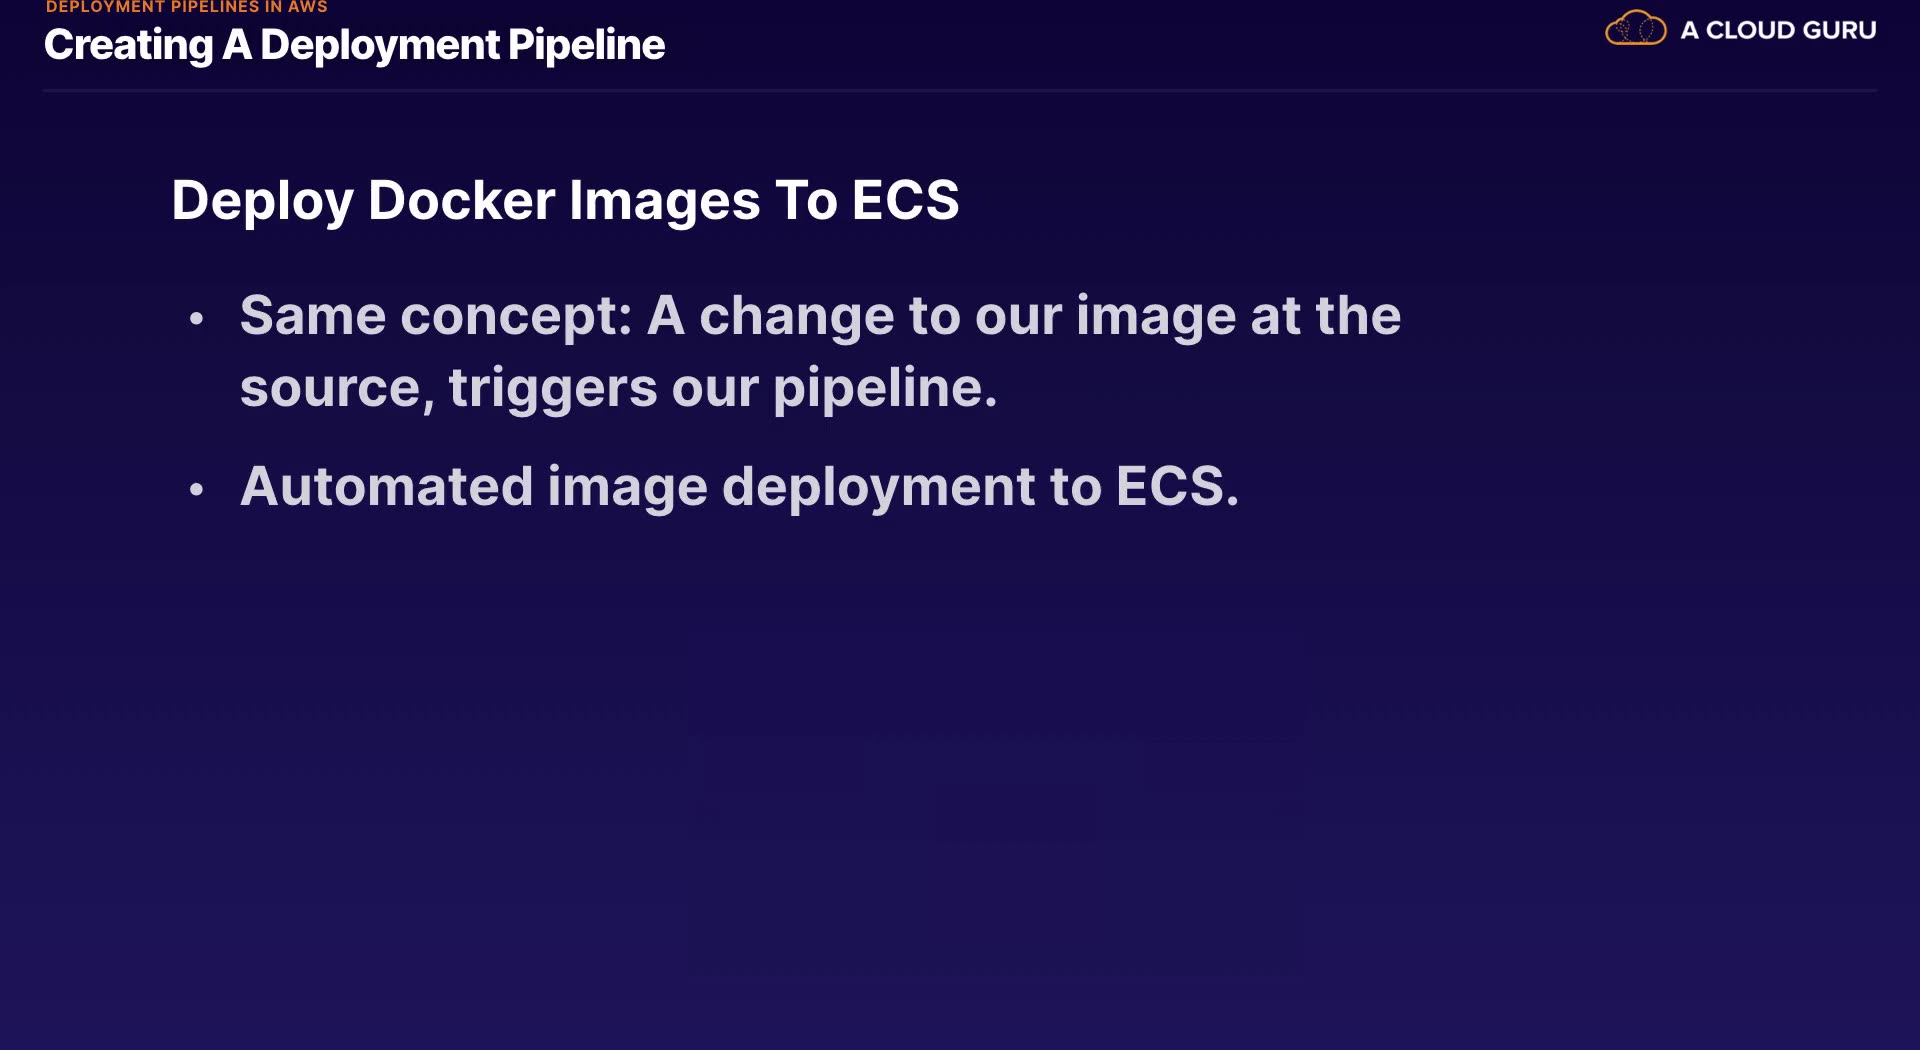 DEPLOYMENT PIPELINES IN AWS
Creating A Deployment Pipeline
A CLOUD GURU
Deploy Docker Images To ECS
• Same concept: A change to our image at the
source, triggers our pipeline.
• Automated image deployment to ECS.